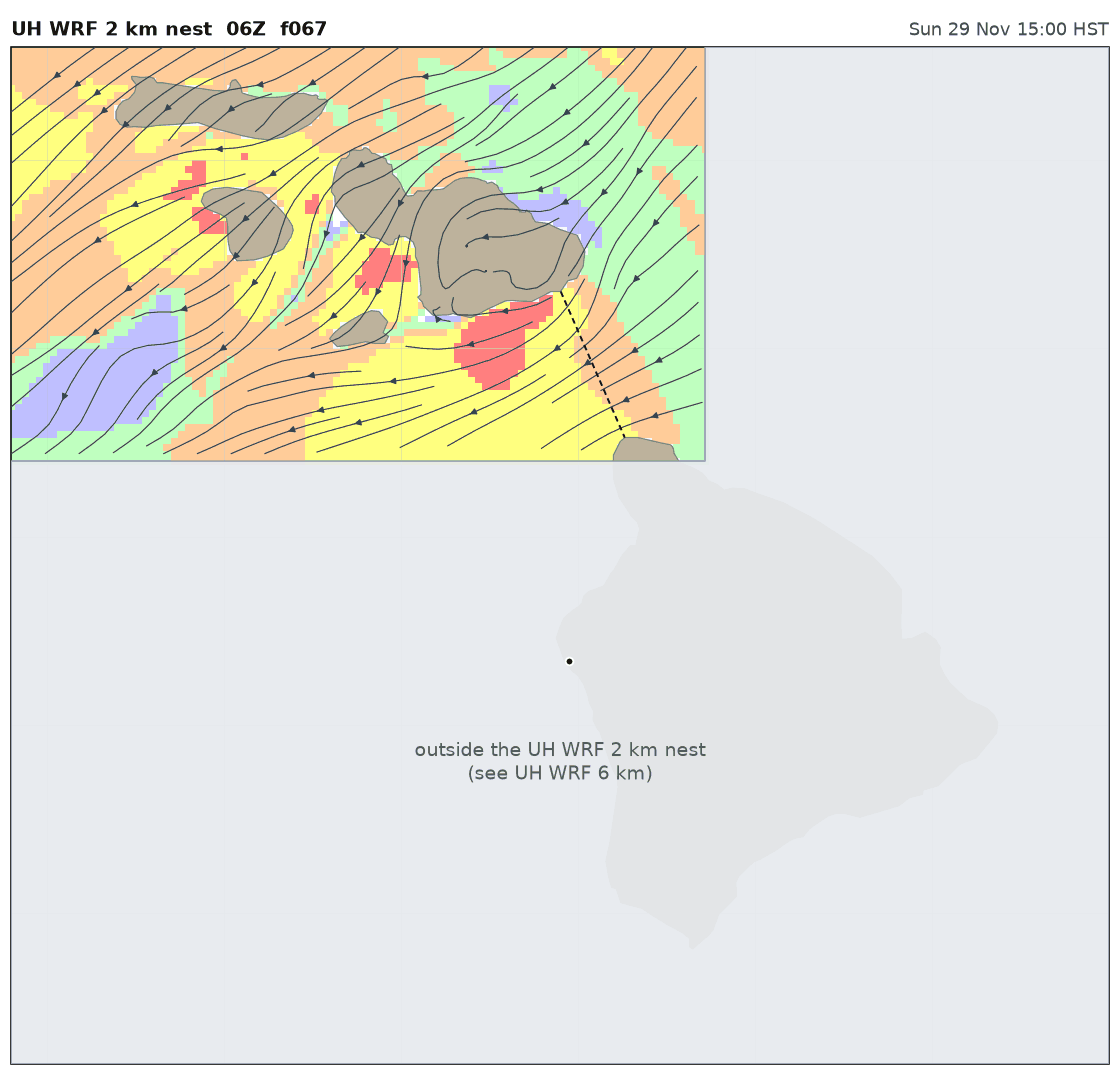 UH WRF 2 km nest  06Z  f067
Sun 29 Nov 15:00 HST
outside the UH WRF 2 km nest
(see UH WRF 6 km)